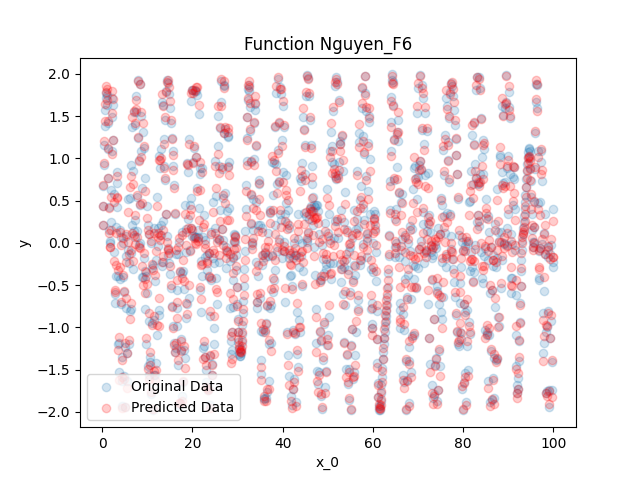 Function Nguyen_F6
2.0
1.5
1.0
0.5
0.0
−0.5
−1.0
−1.5
−2.0
y
Original Data
Predicted Data
0 20 40 60 80 100
x_0